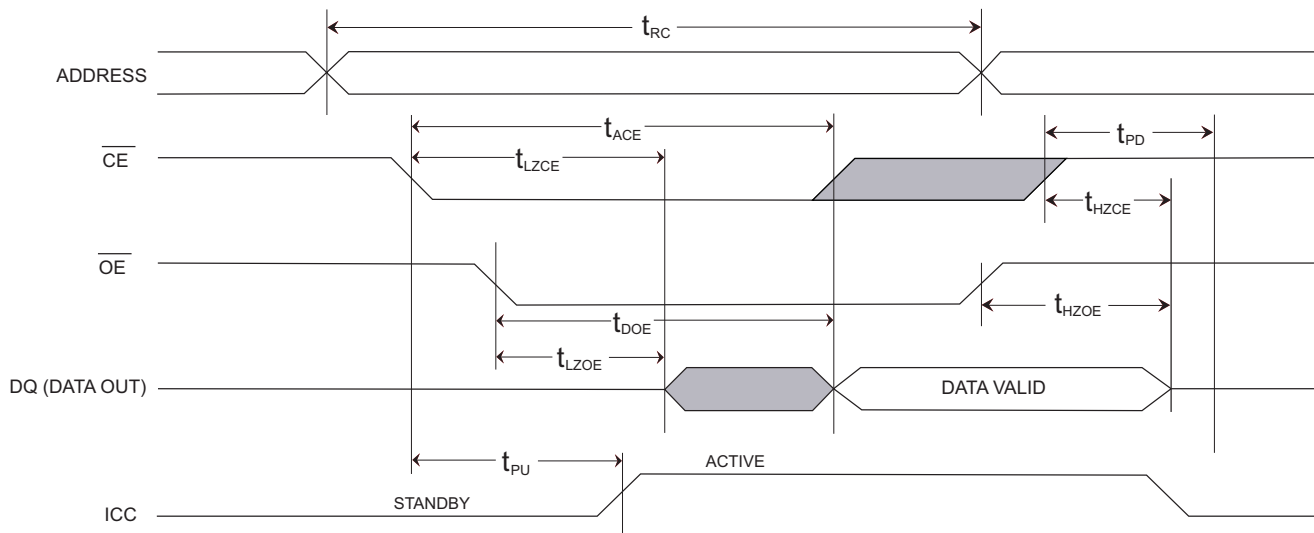 tRC
ADDRESS
tACE
tPD
CE
tLZCE
tHZCE
OE
tHZOE
tDOE
tLZOE
DQ (DATA OUT)
DATA VALID
tPU
ACTIVE
STANDBY
ICC